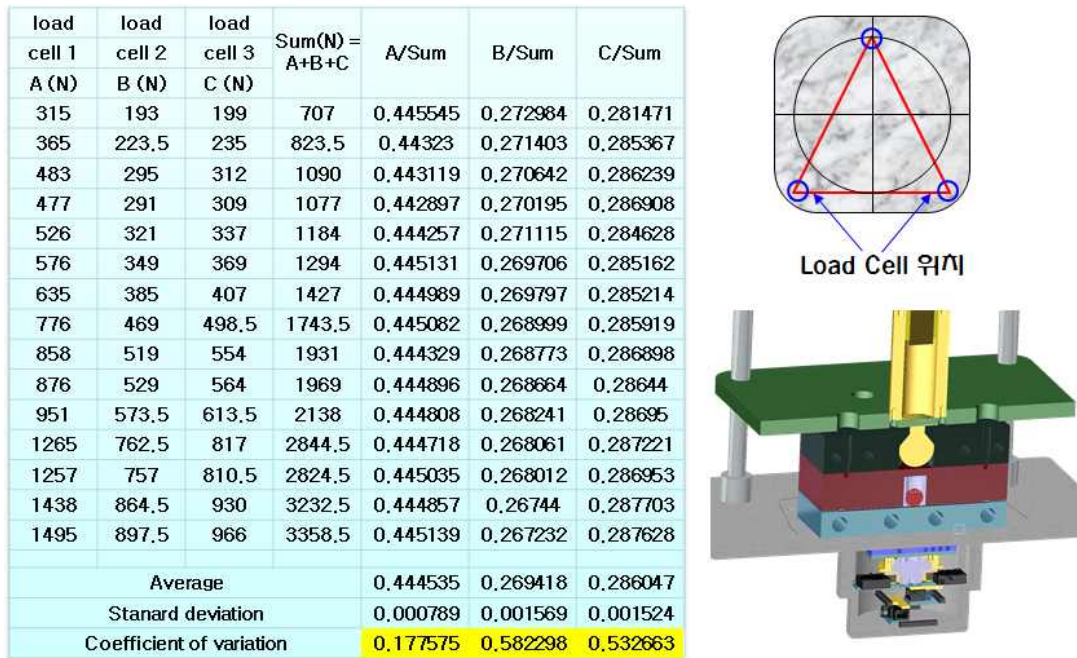 load load load Sum(N) = A/Sum B/Sum C/Sum
cell 1 cell 2 cell 3 A+B+C
A (N) B (N) C (N)
315 193 199 707 0.445545 0.272984 0.281471
365 223.5 235 823.5 0.44323 0.271403 0.285367
483 295 312 1090 0.443119 0.270642 0.286239
477 291 309 1077 0.442897 0.270195 0.286908
526 321 337 1184 0.444257 0.271115 0.284628
576 349 369 1294 0.445131 0.269706 0.285162
635 385 407 1427 0.444989 0.269797 0.285214
776 469 498.5 1743.5 0.445082 0.268999 0.285919
858 519 554 1931 0.444329 0.268773 0.286898
876 529 564 1969 0.444896 0.268664 0.28644
951 573.5 613.5 2138 0.444808 0.268241 0.28695
1265 762.5 817 2844.5 0.444718 0.268061 0.287221
1257 757 810.5 2824.5 0.445035 0.268012 0.286953
1438 864.5 930 3232.5 0.444857 0.26744 0.287703
1495 897.5 966 3358.5 0.445139 0.267232 0.287628
Average 0.444535 0.269418 0.286047
Stanard deviation 0.000789 0.001569 0.001524
Coefficient of variation 0.177575 0.582298 0.532663
Load Cell 위치